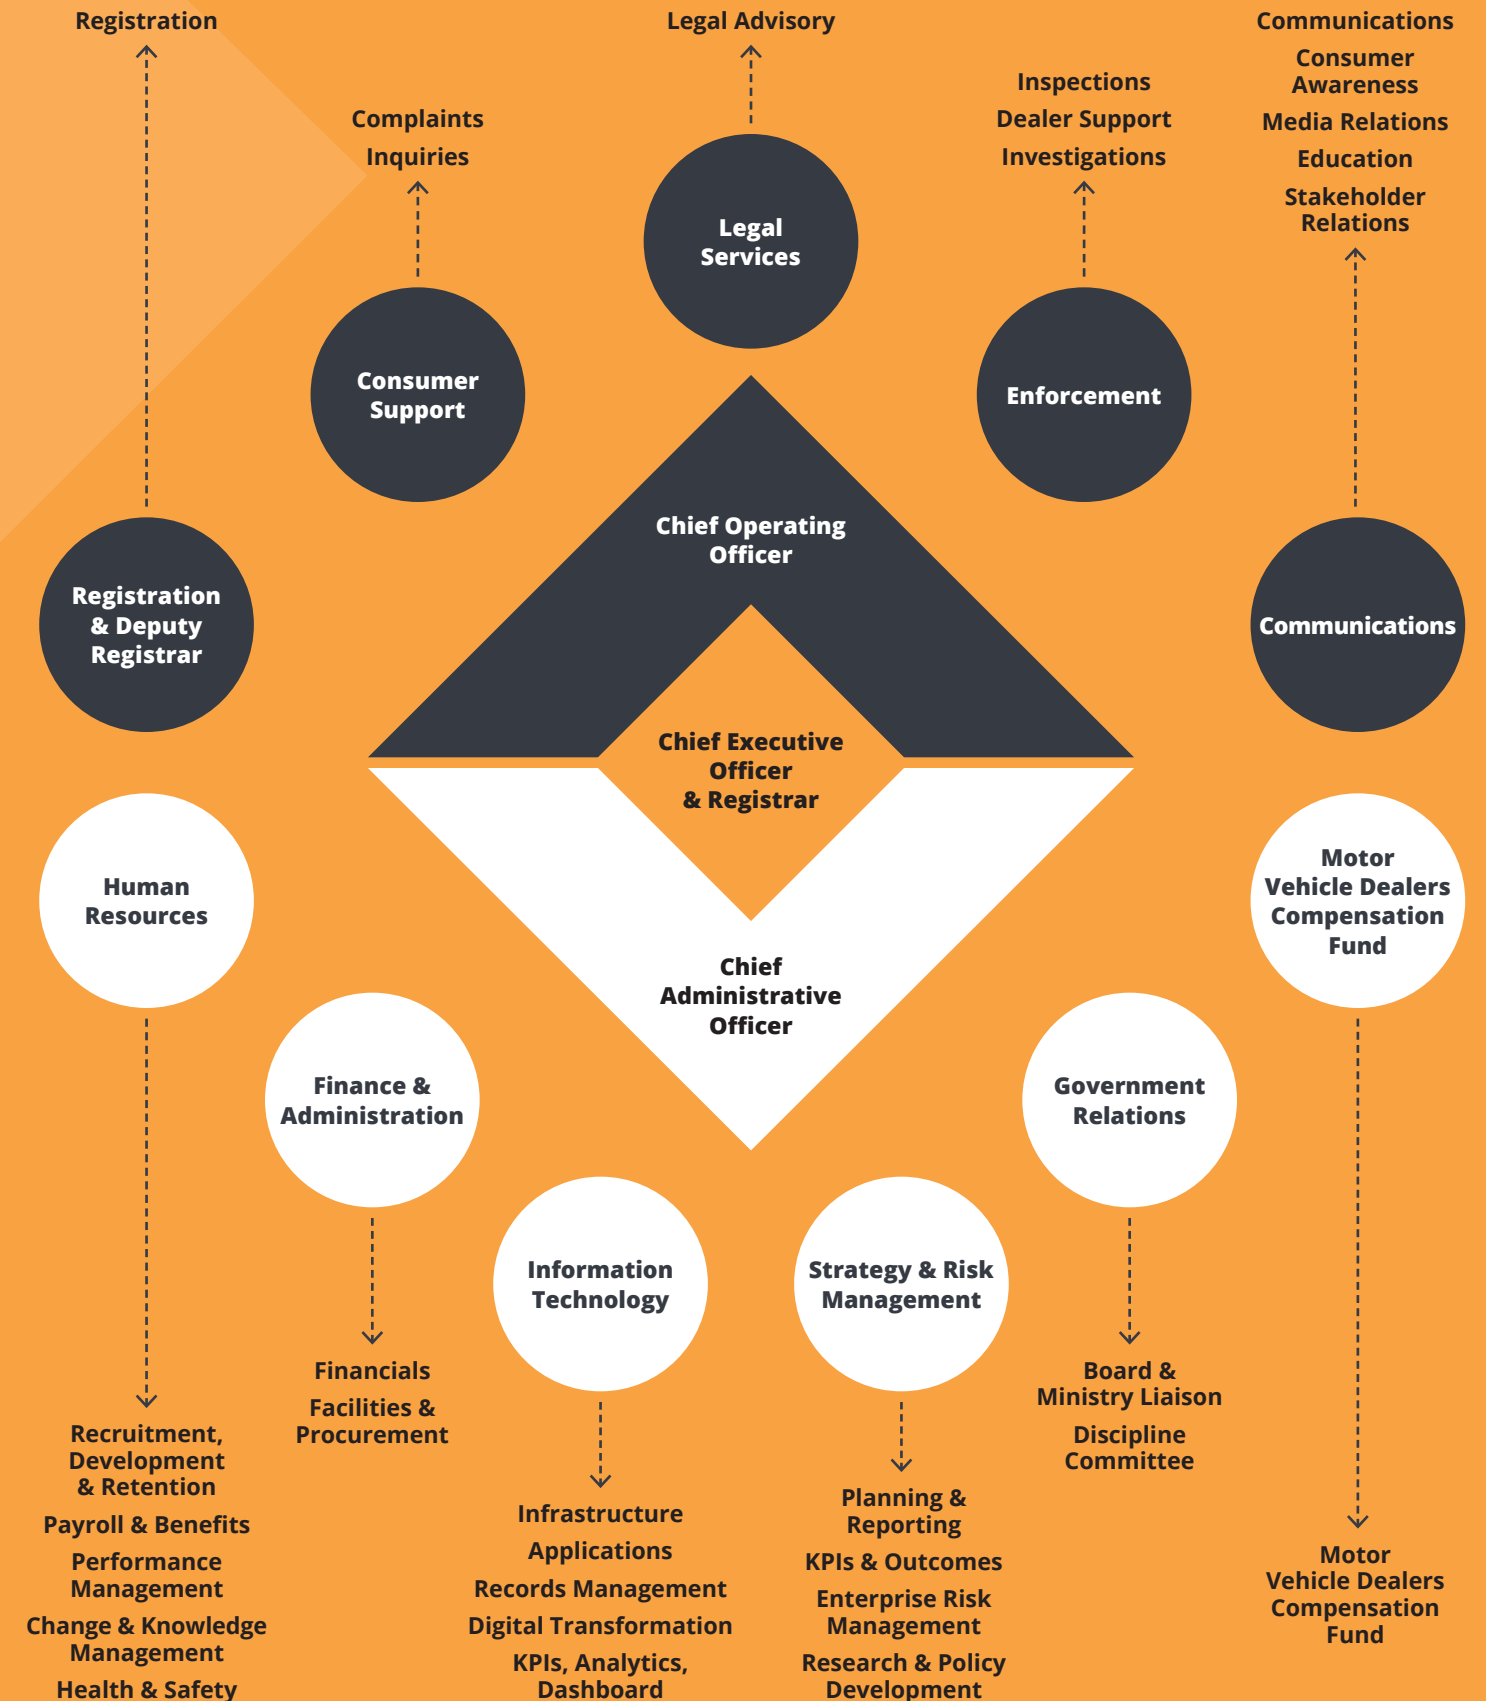 Registration
Legal Advisory
Communications
Consumer
Awareness
Media Relations
Education
Stakeholder
Relations
Complaints
Inquiries
Inspections
Dealer Support
Investigations
Legal
Services
Consumer
Support
Enforcement
Chief Operating
Officer
Registration
& Deputy
Registrar
Communications
Chief Executive
Officer
& Registrar
Human
Resources
Motor
Vehicle Dealers
Compensation
Fund
Chief
Administrative
Officer
Finance &
Administration
Government
Relations
Information
Technology
Strategy & Risk
Management
Recruitment,
Development
& Retention
Payroll & Benefits
Performance
Management
Change & Knowledge
Management
Health & Safety
Financials
Facilities &
Procurement
Infrastructure
Applications
Records Management
Digital Transformation
KPIs, Analytics,
Dashboard
Planning &
Reporting
KPIs & Outcomes
Enterprise Risk
Management
Research & Policy
Development
Board &
Ministry Liaison
Discipline
Committee
Motor
Vehicle Dealers
Compensation
Fund